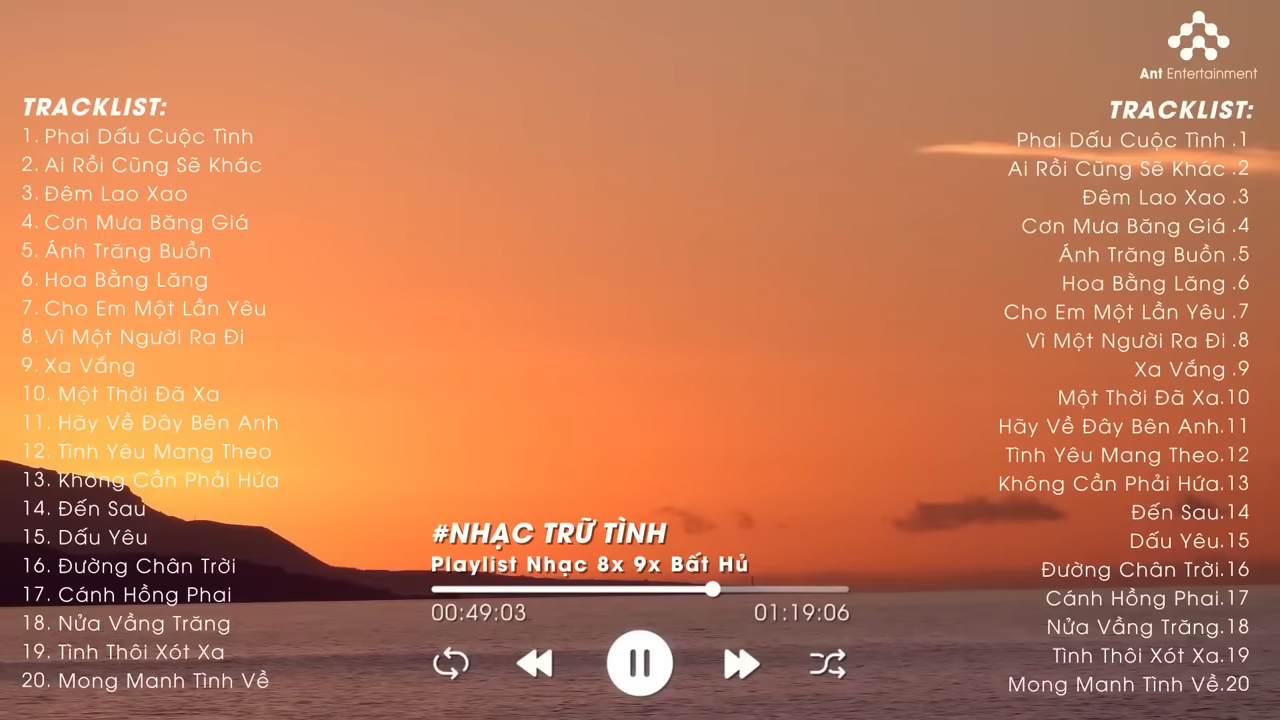 Ant Entertainment
TRACKLIST:
1. Phai Dấu Cuộc Tình
2. Ai Rồi Cũng Sẽ Khác
3. Đêm Lao Xao
4. Cơn Mưa Băng Giá
5. Ánh Trăng Buồn
6. Hoa Bằng Lăng
7. Cho Em Một Lần Yêu
8. Vì Một Người Ra Đi
9. Xa Vắng
10. Một Thời Đã Xa
11. Hãy Về Đây Bên Anh
12. Tình Yêu Mang Theo
13. Không Cần Phải Hứa
14. Đến Sau
15. Dấu Yêu
16. Đường Chân Trời
17. Cánh Hồng Phai
18. Nửa Vầng Trăng
19. Tình Thôi Xót Xa
20. Mong Manh Tình Về
TRACKLIST:
Phai Dấu Cuộc Tình .1
Ai Rồi Cũng Sẽ Khác .2
Đêm Lao Xao .3
Cơn Mưa Băng Giá .4
Ánh Trăng Buồn .5
Hoa Bằng Lăng .6
Cho Em Một Lần Yêu .7
Vì Một Người Ra Đi .8
Xa Vắng .9
Một Thời Đã Xa.10
Hãy Về Đây Bên Anh.11
Tình Yêu Mang Theo.12
Không Cần Phải Hứa.13
Đến Sau.14
Dấu Yêu.15
Đường Chân Trời.16
Cánh Hồng Phai.17
Nửa Vầng Trăng.18
Tình Thôi Xót Xa.19
Mong Manh Tình Về.20
#NHẠC TRỮ TÌNH
Playlist Nhạc 8x 9x Bất Hủ
00:49:03 01:19:06